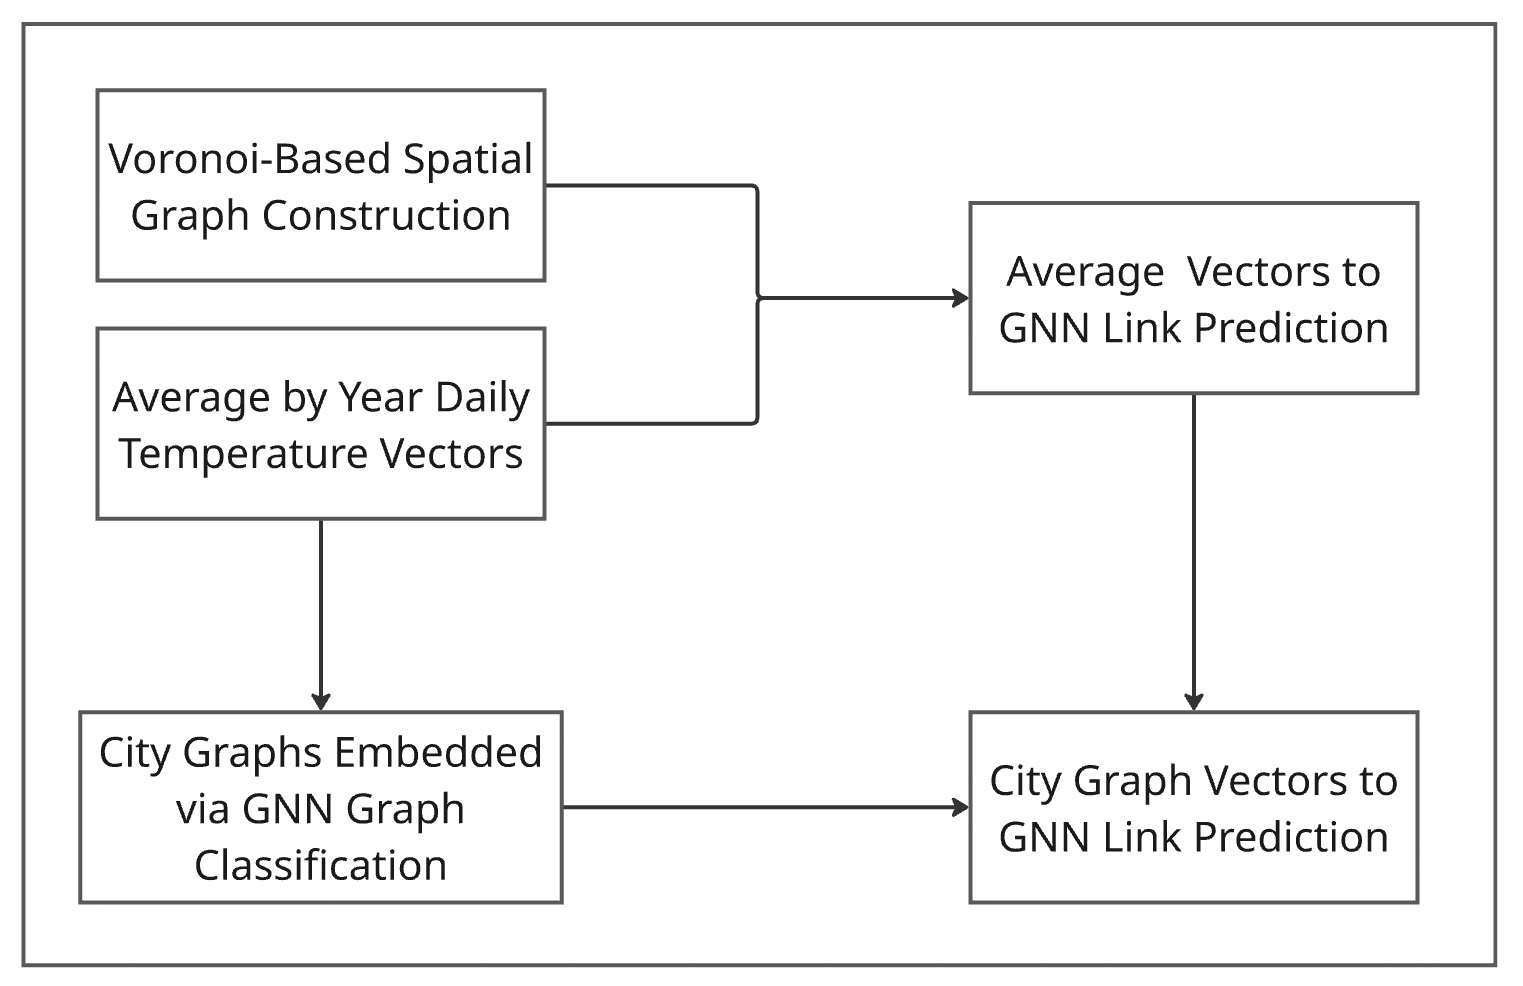 Voronoi-Based Spatial
Graph Construction
Average by Year Daily
Temperature Vectors
Average  Vectors to
GNN Link Prediction
City Graphs Embedded
via GNN Graph
Classification
City Graph Vectors to
GNN Link Prediction